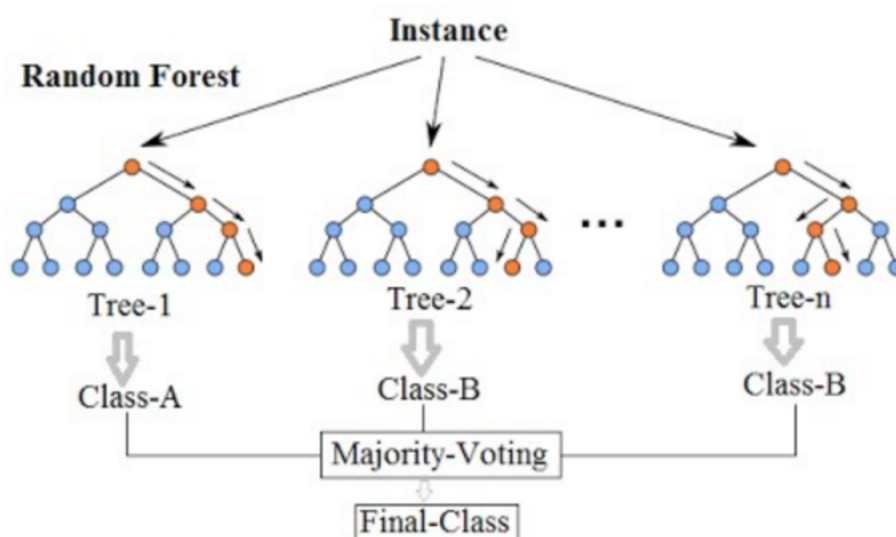 Instance
Random Forest
...
Tree-1 Tree-2 Tree-n
Class-A Class-B Class-B
Majority-Voting
Final-Class